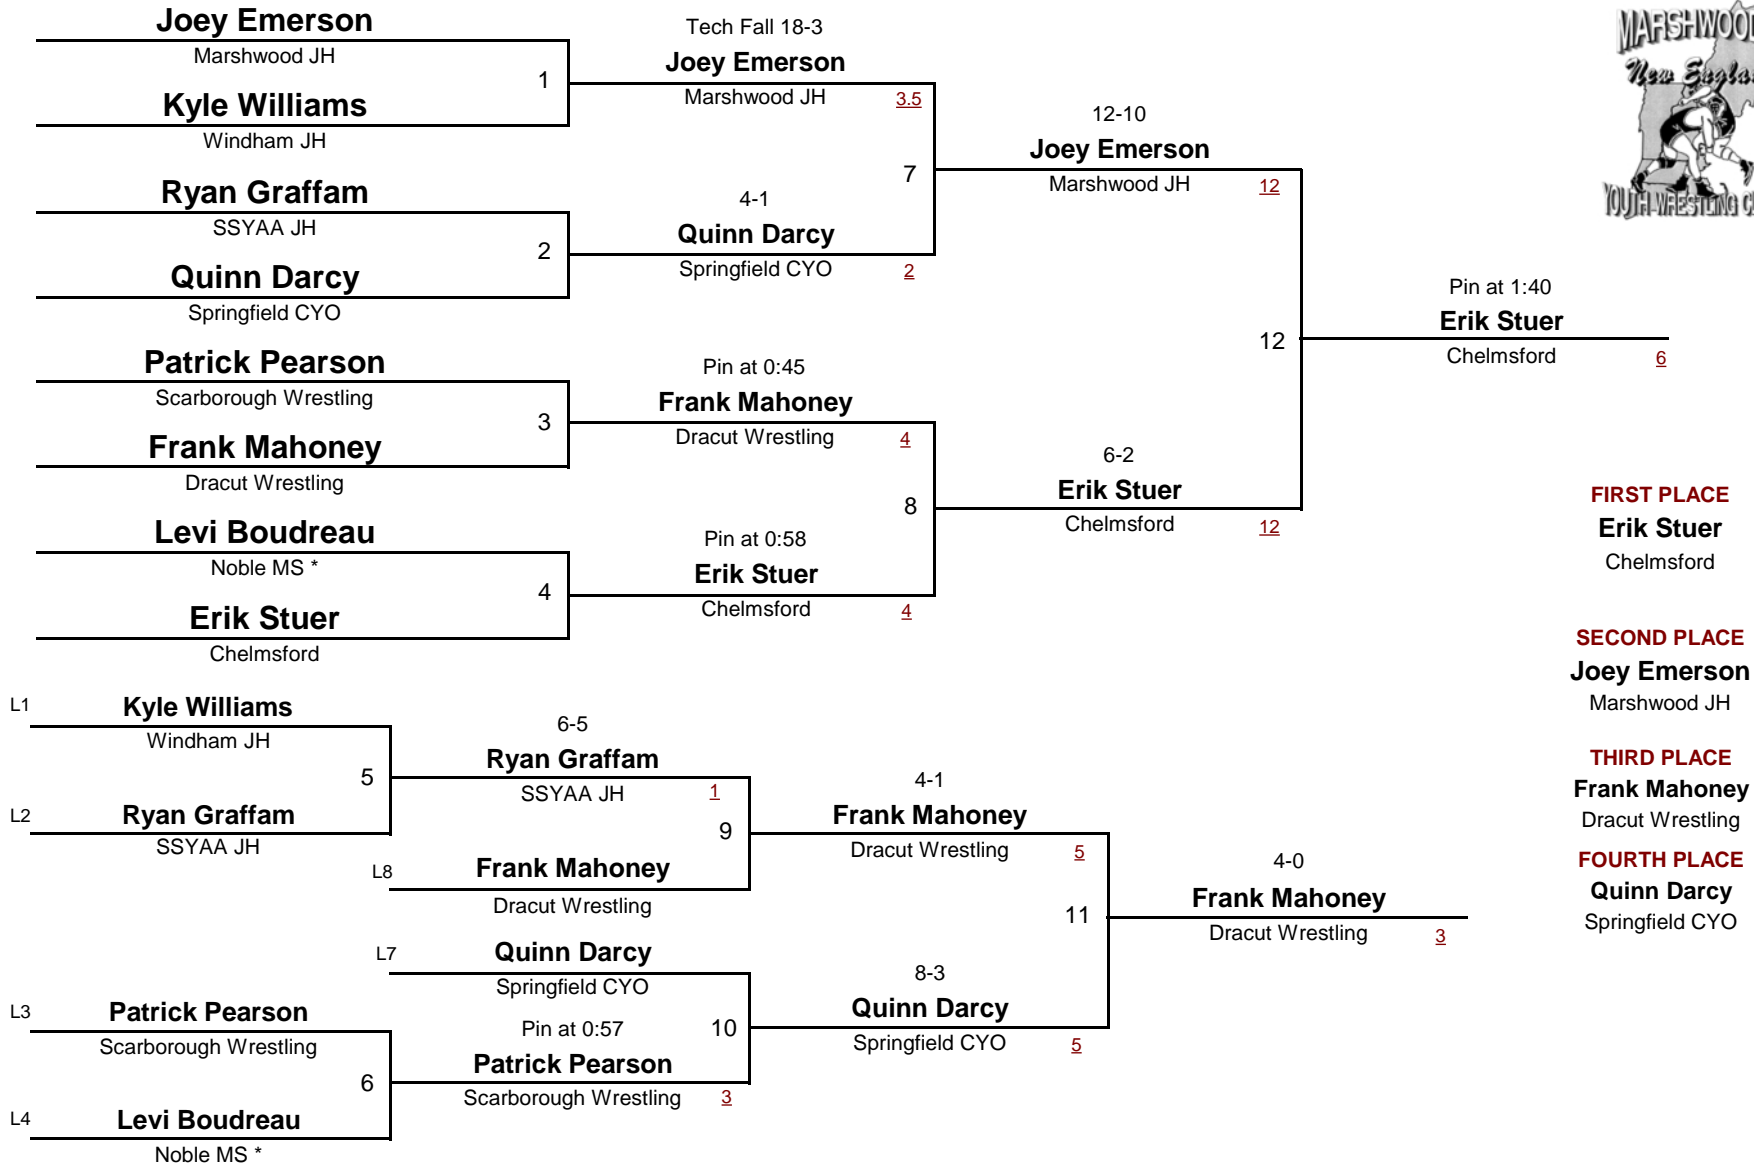 Joey Emerson
Marshwood JH
1
Kyle Williams
Windham JH
Ryan Graffam
SSYAA JH
2
Quinn Darcy
Springfield CYO
Patrick Pearson
Scarborough Wrestling
3
Frank Mahoney
Dracut Wrestling
Levi Boudreau
Noble MS *
4
Erik Stuer
Chelmsford
Tech Fall 18-3
Joey Emerson
Marshwood JH 3.5
7
4-1
Quinn Darcy
Springfield CYO 2
Pin at 0:45
Frank Mahoney
Dracut Wrestling 4
8
Pin at 0:58
Erik Stuer
Chelmsford 4
12-10
Joey Emerson
Marshwood JH 12
12
6-2
Erik Stuer
Chelmsford 12
Pin at 1:40
Erik Stuer
Chelmsford 6
MARSHWOOD
New England
YOUTH WRESTLING
FIRST PLACE
Erik Stuer
Chelmsford
SECOND PLACE
Joey Emerson
Marshwood JH
THIRD PLACE
Frank Mahoney
Dracut Wrestling
FOURTH PLACE
Quinn Darcy
Springfield CYO
L1 Kyle Williams
Windham JH
5
L2 Ryan Graffam
SSYAA JH
6-5
Ryan Graffam
SSYAA JH 1
9
L8 Frank Mahoney
Dracut Wrestling
L7 Quinn Darcy
Springfield CYO
10
Pin at 0:57
Patrick Pearson
Scarborough Wrestling 3
L3 Patrick Pearson
Scarborough Wrestling
6
L4 Levi Boudreau
Noble MS *
4-1
Frank Mahoney
Dracut Wrestling 5
11
8-3
Quinn Darcy
Springfield CYO 5
4-0
Frank Mahoney
Dracut Wrestling 3